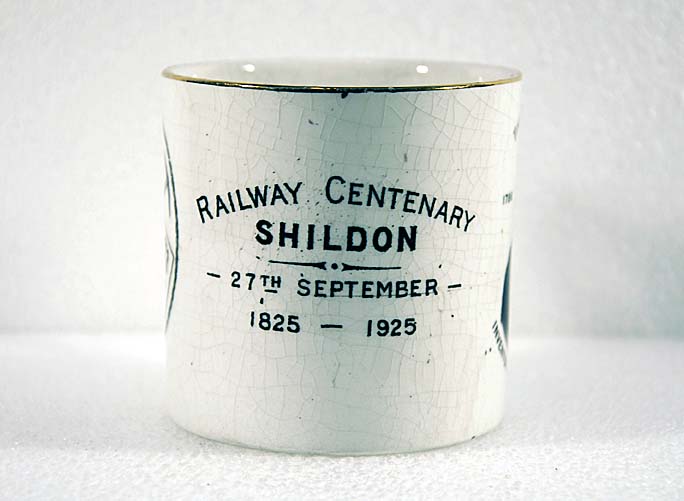 RAILWAY CENTENARY
SHILDON
– 27TH SEPTEMBER –
1825 – 1925